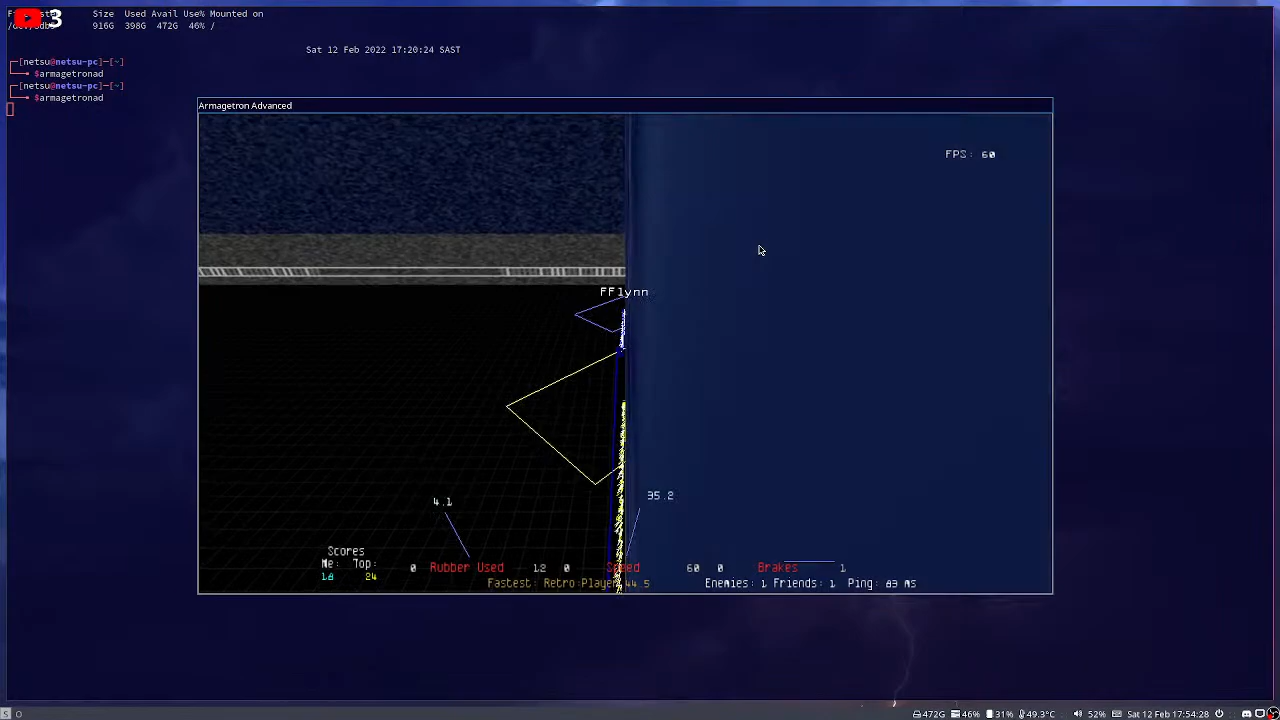 3
Size Used Avail Use% Mounted on
916G 398G 472G 46% /
Sat 12 Feb 2022 17:20:24 SAST
[netsu@netsu-pc]─[~]
$armagetronad
[netsu@netsu-pc]─[~]
$armagetronad
Armagetron Advanced
FPS: 60
FFlynn
4.1
35.2
Scores
Me: Top:
18 24
0 Rubber Used 12 0 Speed 60 0 Brakes 1
Fastest: Retro:Player 44.5 Enemies: 1 Friends: 1 Ping: 83 ms
S
472G 46% 31% 49.3°C 52% Sat 12 Feb 17:54:28